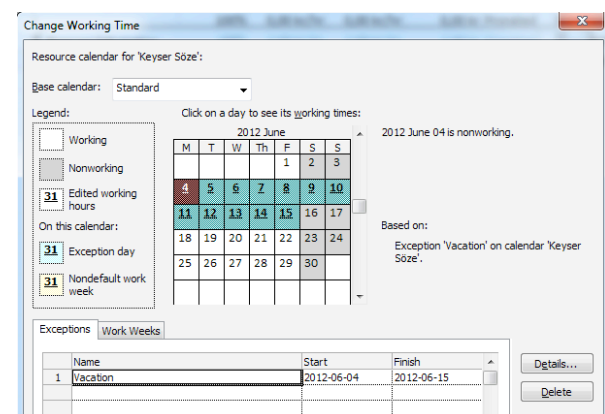 Change Working Time
Resource calendar for 'Keyser Söze':
Base calendar: Standard
Legend:
Click on a day to see its working times:
Working
Nonworking
31 Edited working hours
On this calendar:
31 Exception day
31 Nondefault work week
2012 June
M T W Th F S S
1 2 3
4 5 6 7 8 9 10
11 12 13 14 15 16 17
18 19 20 21 22 23 24
25 26 27 28 29 30
2012 June 04 is nonworking.
Based on:
Exception 'Vacation' on calendar 'Keyser
Söze'.
Exceptions Work Weeks
Name Start Finish
1 Vacation 2012-06-04 2012-06-15
Details...
Delete